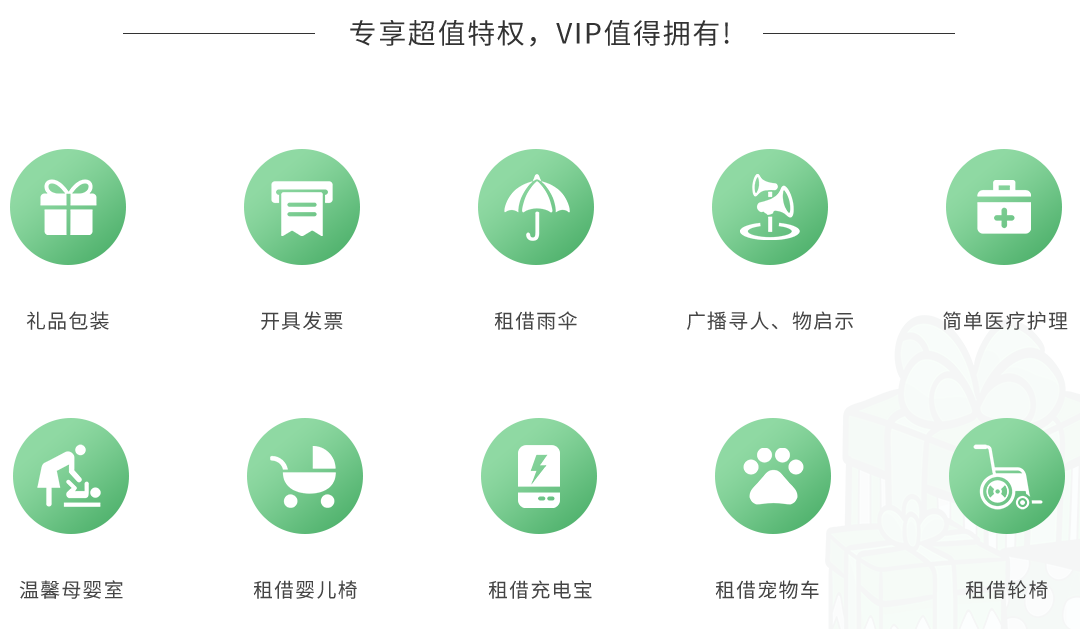 专享超值特权，VIP值得拥有!
礼品包装
开具发票
租借雨伞
广播寻人、物启示
简单医疗护理
温馨母婴室
租借婴儿椅
租借充电宝
租借宠物车
租借轮椅